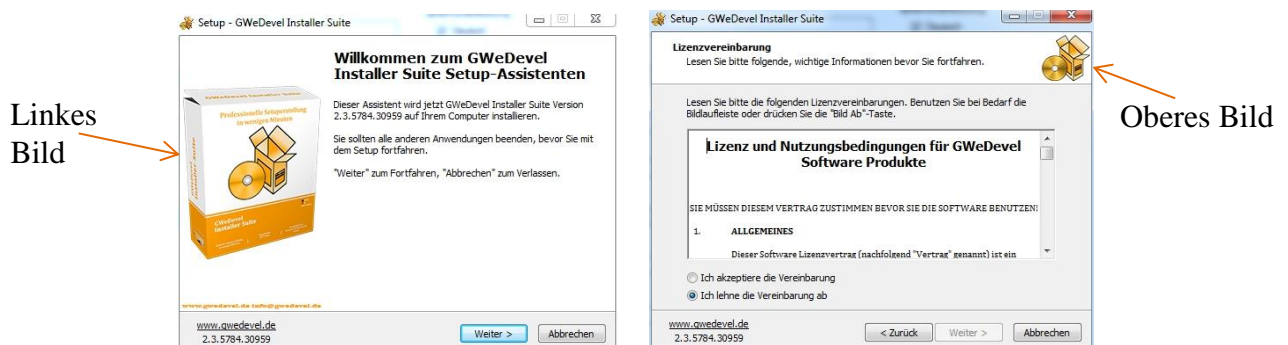 Linkes
Bild
Setup - GWeDevel Installer Suite
Willkommen zum GWeDevel
Installer Suite Setup-Assistenten
Dieser Assistent wird jetzt GWeDevel Installer Suite Version
2.3.5784.30959 auf Ihrem Computer installieren.
Sie sollten alle anderen Anwendungen beenden, bevor Sie mit
dem Setup fortfahren.
"Weiter" zum Fortfahren, "Abbrechen" zum Verlassen.
Professionelle Setuperstellung
in wenigen Minuten
GWeDevel
Installer Suite
www.gwedevel.de info@gwedevel.de
www.gwedevel.de
2.3.5784.30959
Weiter >
Abbrechen
Setup - GWeDevel Installer Suite
Lizenzvereinbarung
Lesen Sie bitte folgende, wichtige Informationen bevor Sie fortfahren.
Lesen Sie bitte die folgenden Lizenzvereinbarungen. Benutzen Sie bei Bedarf die
Bildlaufleiste oder drücken Sie die "Bild Ab"-Taste.
Lizenz und Nutzungsbedingungen für GWeDevel
Software Produkte
SIE MÜSSEN DIESEM VERTRAG ZUSTIMMEN BEVOR SIE DIE SOFTWARE BENUTZEN!
1. ALLGEMEINES
Dieser Software Lizenzvertrag (nachfolgend "Vertrag" genannt) ist ein
Ich akzeptiere die Vereinbarung
Ich lehne die Vereinbarung ab
www.gwedevel.de
2.3.5784.30959
< Zurück
Weiter >
Abbrechen
Oberes Bild